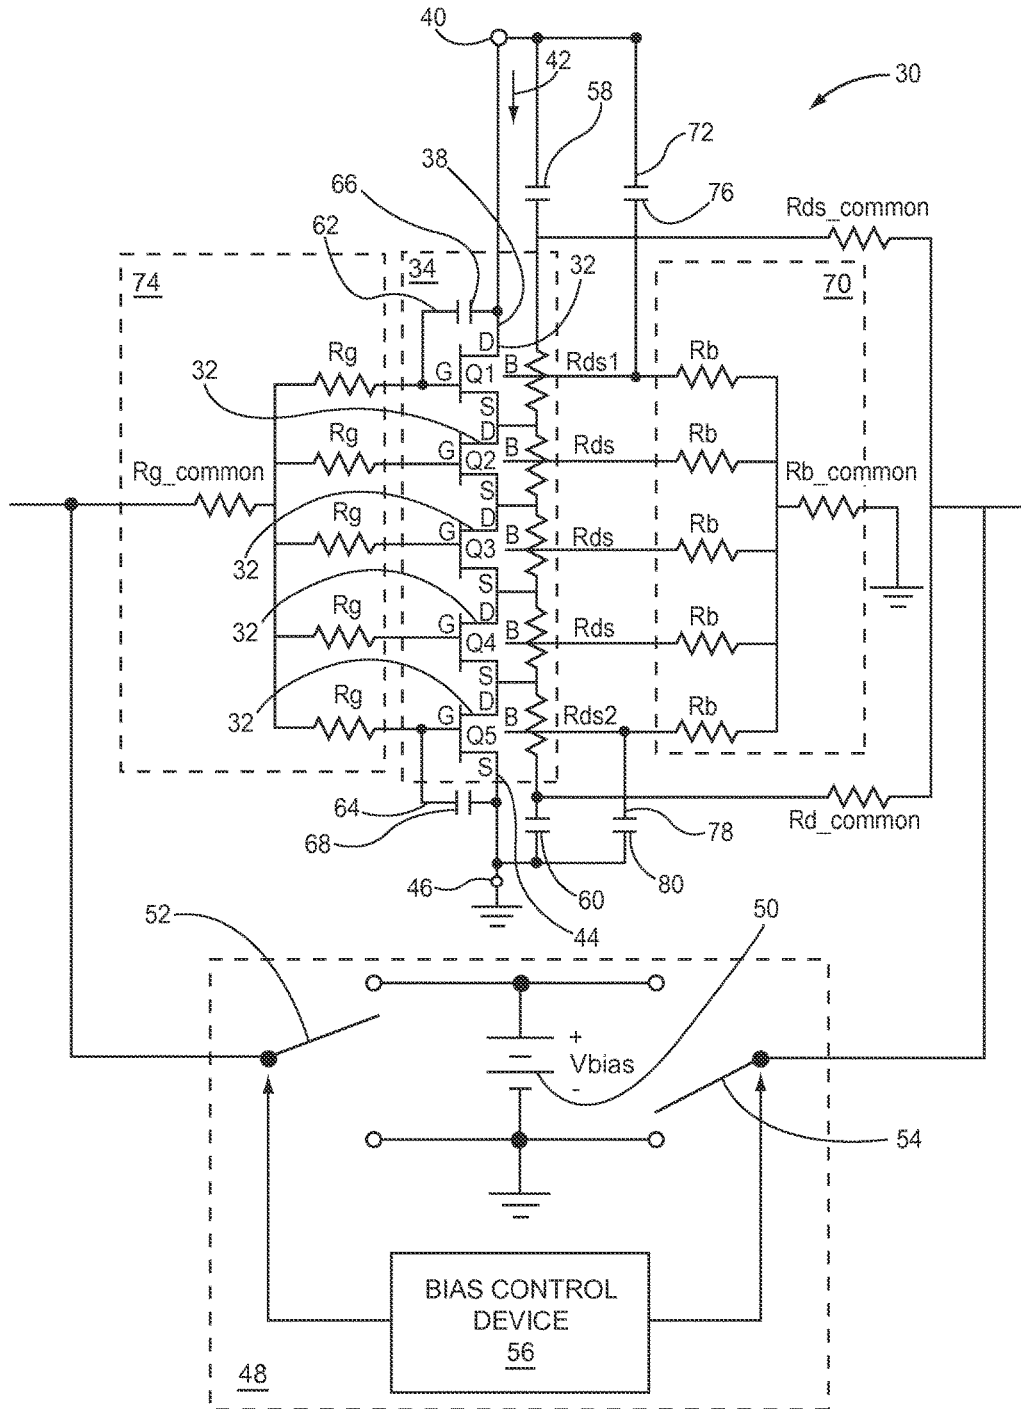 40
42
30
58
38
72
66
76
Rds_common
62
32
74
34
70
D
Rg
32
G
Q1
B
Rds1
Rb
S
D
Rg
G
Q2
B
Rds
Rb
Rg_common
S
D
Rb_common
Rg
G
Q3
B
Rds
Rb
32
S
D
Rg
32
G
Q4
B
Rds
Rb
S
D
Rg
32
G
Q5
B
Rds2
Rb
S
64
68
78
Rd_common
46
60
80
44
52
50
+
Vbias
-
54
BIAS CONTROL
DEVICE
56
48